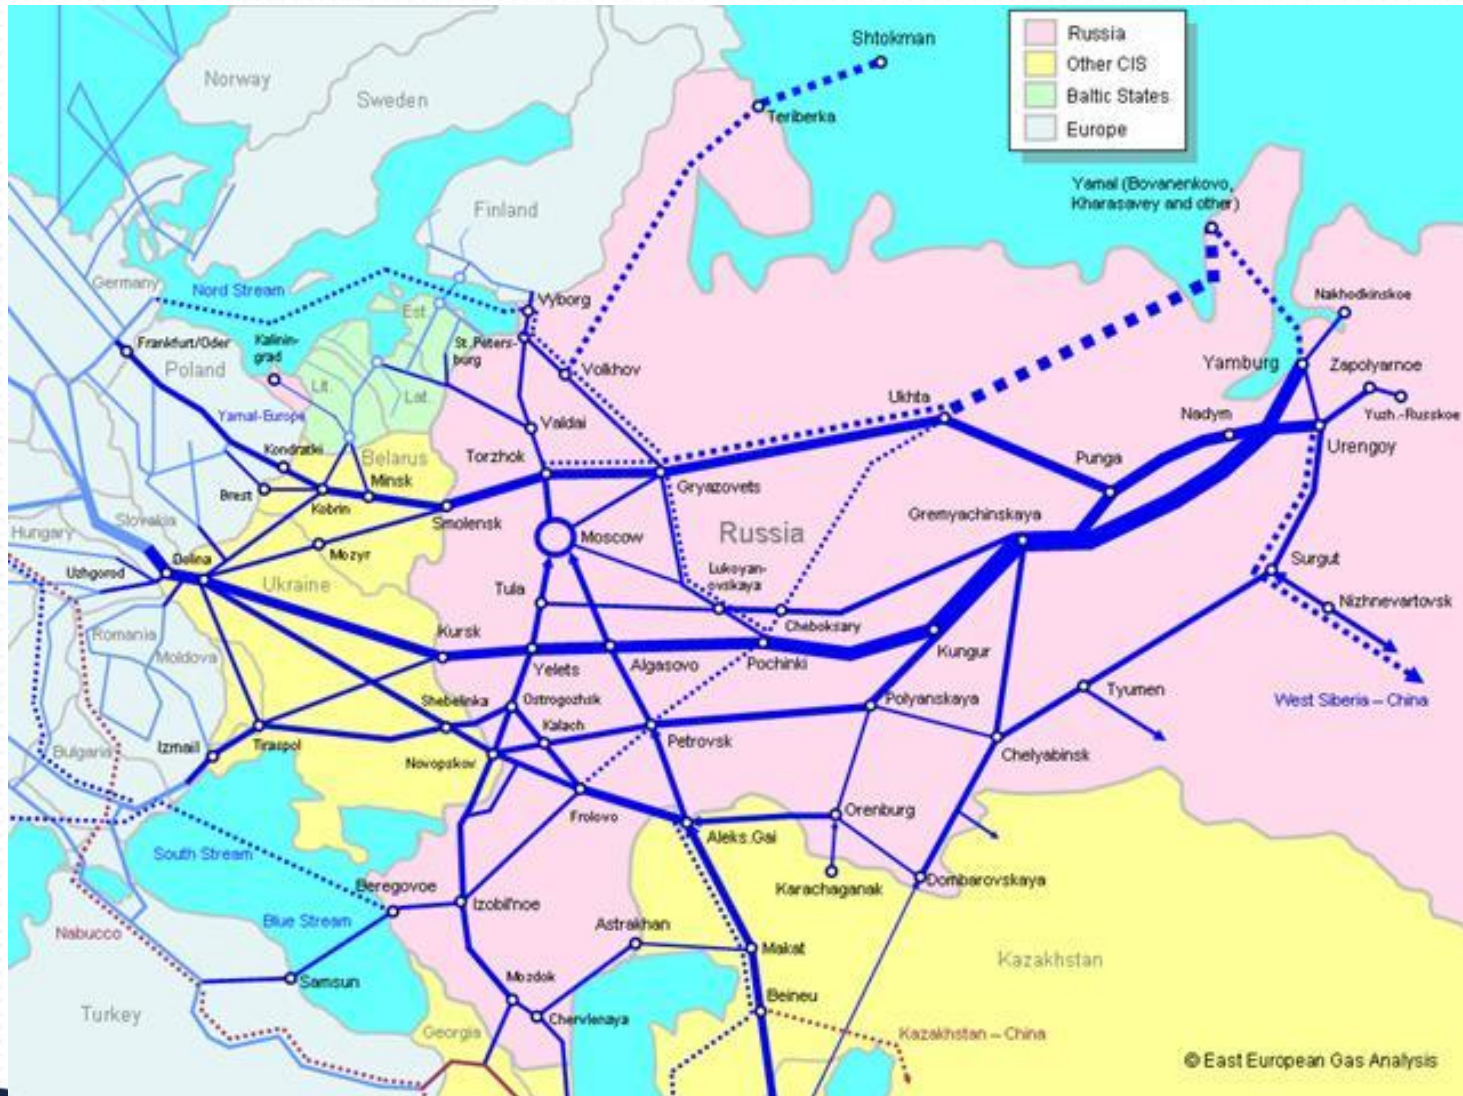 Shtokman
Russia
Other CIS
Baltic States
Europe
Norway
Sweden
Teriberka
Yamal (Bovanenkovo,
Kharasavey and other)
Finland
Germany
Nord Stream
Vyborg
Est.
Nakhodkinskoe
Frankfurt/Oder
Kalinin-
grad
St.Peters-
burg
Volkhov
Yamburg
Zapolyarnoe
Poland
Lit.
Lat.
Ukhta
Yuzh.-Russkoe
Yamal-Europe
Valdai
Nadym
Urengoy
Kondratki
Belarus
Torzhok
Punga
Brest
Minsk
Gryazovets
Kobrin
Smolensk
Gremyachinskaya
Slovakia
Hungary
Moscow
Russia
Dolina
Mozyr
Surgut
Uzhgorod
Ukraine
Tula
Lukoyan-
ovskaya
Nizhnevartovsk
Romania
Cheboksary
Kursk
Moldova
Yelets
Algasovo
Pochinki
Kungur
Shebelinka
Ostrogozhsk
Polyanskaya
Tyumen
West Siberia – China
Izmail
Tiraspol
Kalach
Petrovsk
Bulgaria
Novopskov
Chelyabinsk
Frolovo
Orenburg
Aleks.Gai
South Stream
Beregovoe
Karachaganak
Dombarovskaya
Izobil'noe
Blue Stream
Astrakhan
Nabucco
Makat
Kazakhstan
Samsun
Mozdok
Beineu
Turkey
Chervlenaya
Georgia
Kazakhstan – China
© East European Gas Analysis